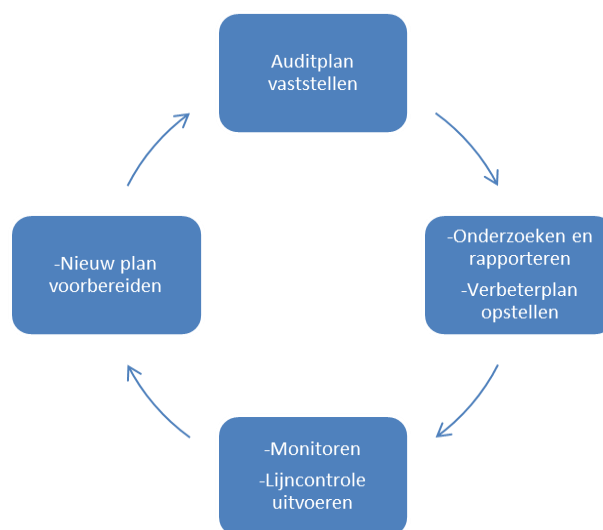 Auditplan
vaststellen
-Onderzoeken en
rapporteren
-Verbeterplan
opstellen
-Monitoren
-Lijncontrole
uitvoeren
-Nieuw plan
voorbereiden